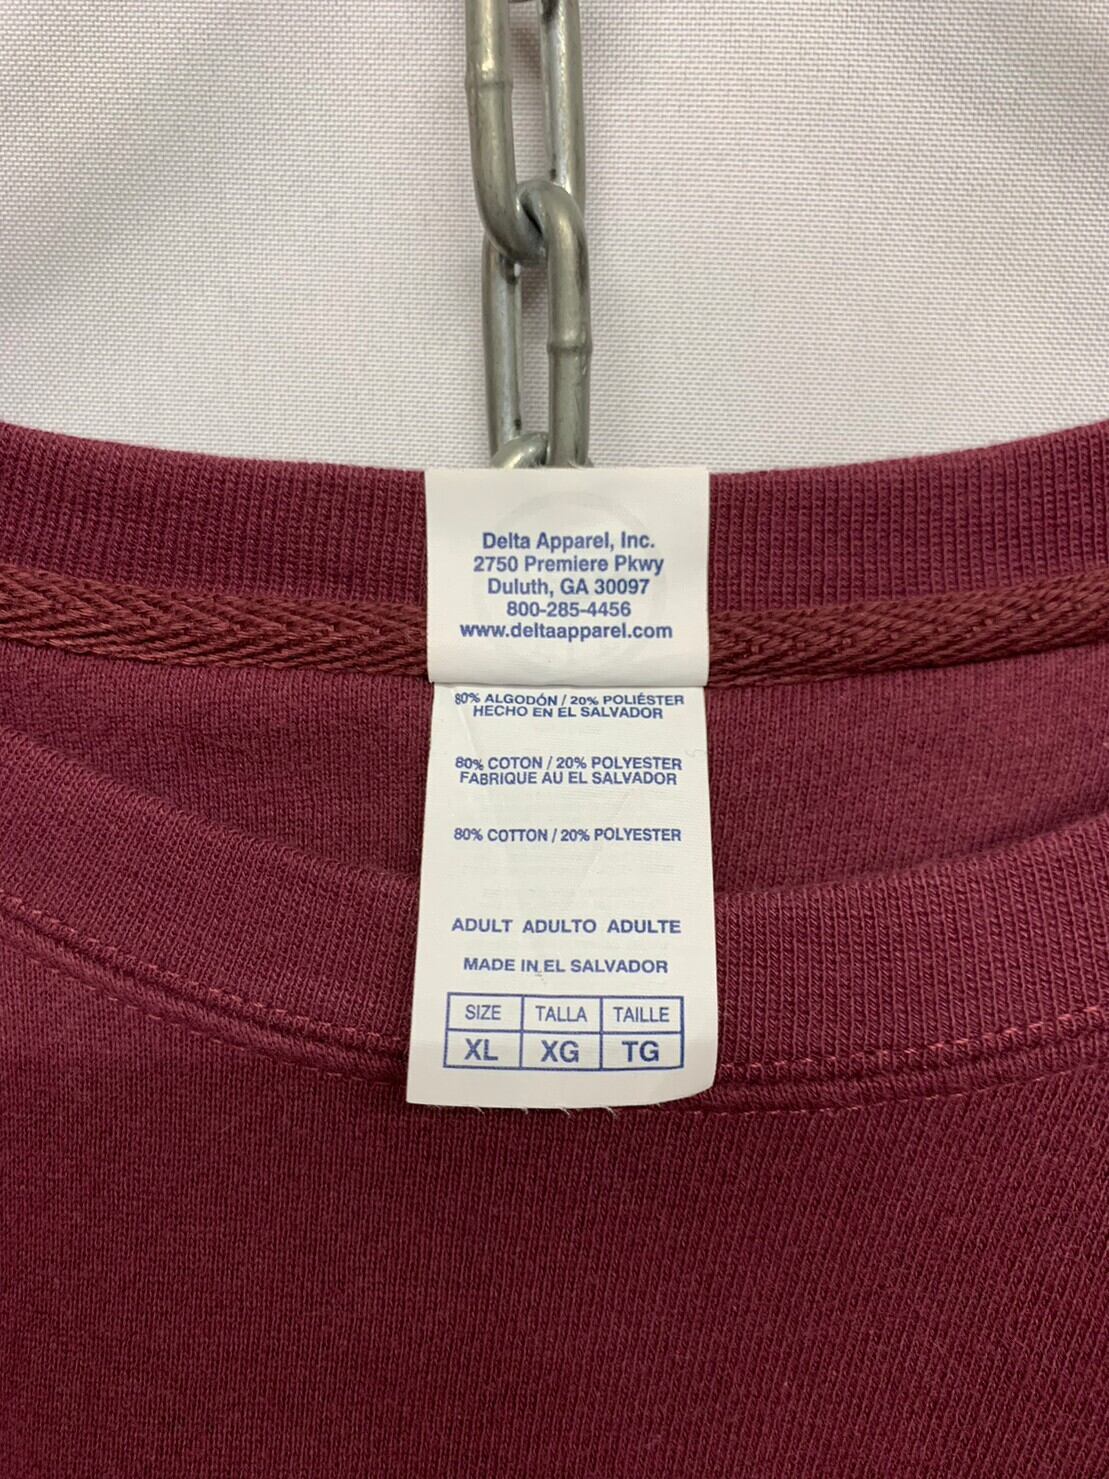 Delta Apparel, Inc.
2750 Premiere Pkwy
Duluth, GA 30097
800-285-4456
www.deltaapparel.com
80% ALGODÓN / 20% POLIÉSTER
HECHO EN EL SALVADOR
80% COTON / 20% POLYESTER
FABRIQUE AU EL SALVADOR
80% COTTON / 20% POLYESTER
ADULT ADULTO ADULTE
MADE IN EL SALVADOR
SIZE TALLA TAILLE
XL XG TG